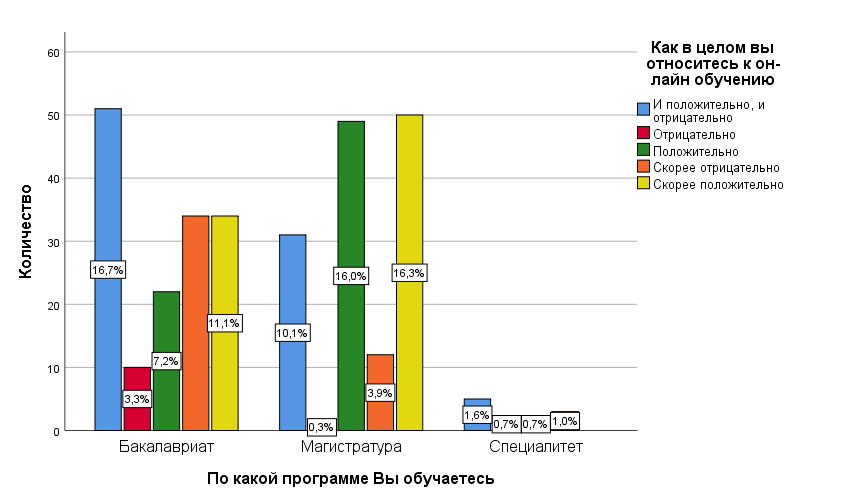 Как в целом вы
относитесь к он-
лайн обучению
И положительно, и
отрицательно
Отрицательно
Положительно
Скорее отрицательно
Скорее положительно
Количество
60
50
40
30
20
10
0
16,7%
3,3%
7,2%
11,1%
10,1%
0,3%
16,0%
3,9%
16,3%
1,6%
0,7%
0,7%
1,0%
Бакалавриат
Магистратура
Специалитет
По какой программе Вы обучаетесь